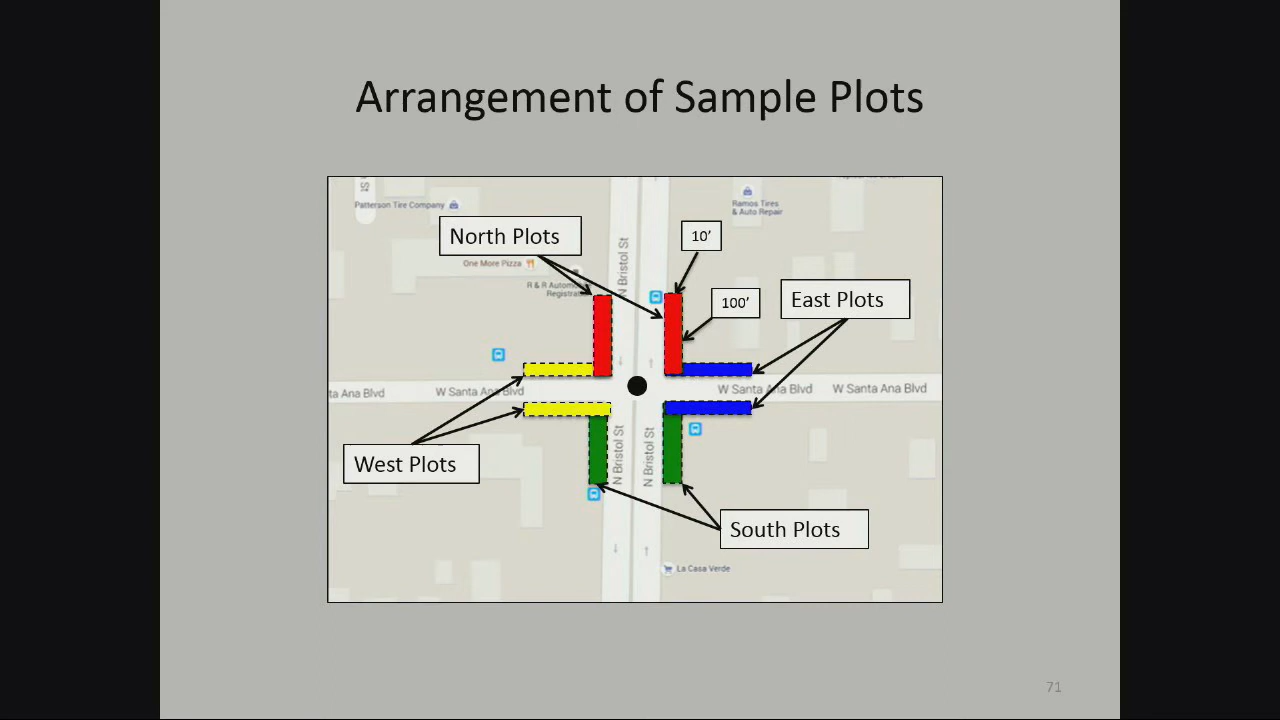 Arrangement of Sample Plots
Patterson Tire Company
Ramos Tires
& Auto Repair
North Plots
10'
One More Pizza
N Bristol St
R & R Automo
Registrat
100'
East Plots
ta Ana Blvd
W Santa Ana Blvd
W Santa Ana Blvd
W Santa Ana Blvd
West Plots
N Bristol St
N Bristol St
South Plots
La Casa Verde
71